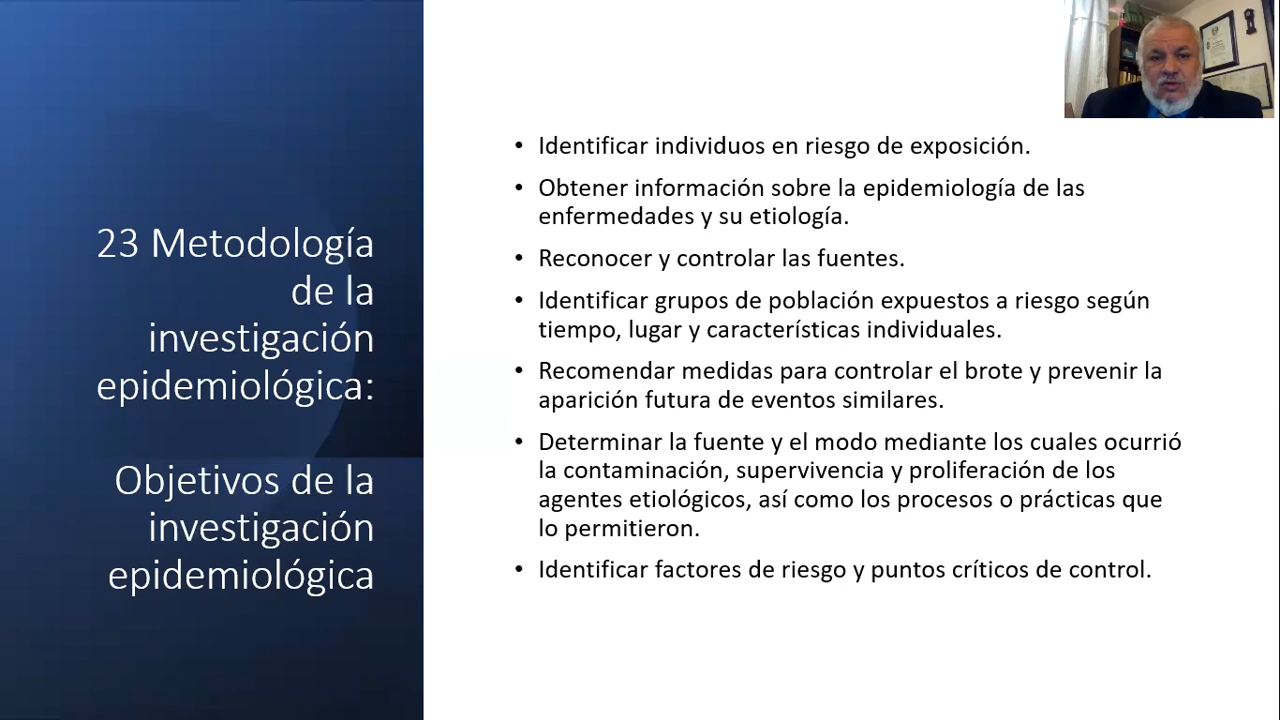 23 Metodología
de la
investigación
epidemiológica:
Objetivos de la
investigación
epidemiológica
• Identificar individuos en riesgo de exposición.
• Obtener información sobre la epidemiología de las
enfermedades y su etiología.
• Reconocer y controlar las fuentes.
• Identificar grupos de población expuestos a riesgo según
tiempo, lugar y características individuales.
• Recomendar medidas para controlar el brote y prevenir la
aparición futura de eventos similares.
• Determinar la fuente y el modo mediante los cuales ocurrió
la contaminación, supervivencia y proliferación de los
agentes etiológicos, así como los procesos o prácticas que
lo permitieron.
• Identificar factores de riesgo y puntos críticos de control.